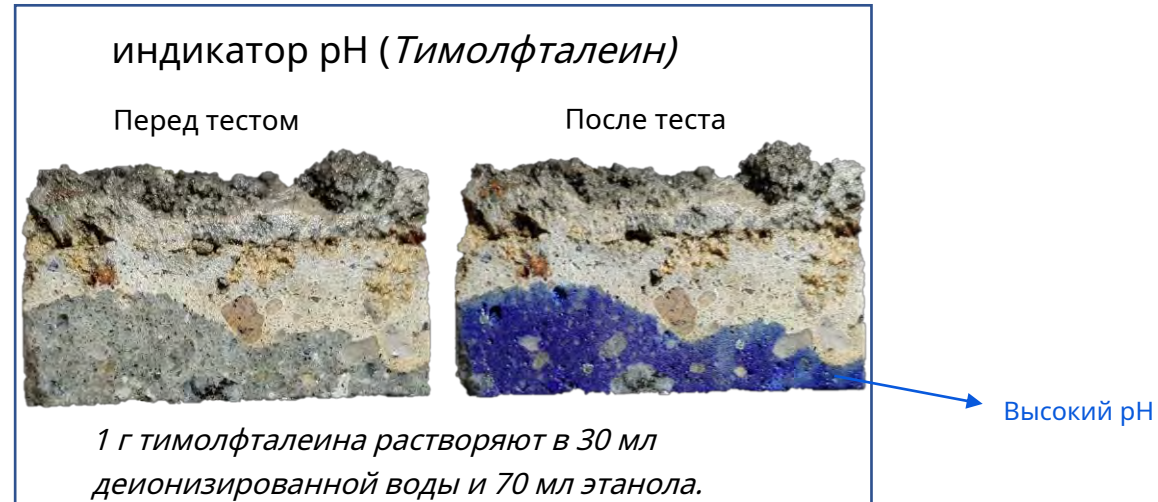 индикатор pH (Тимолфталеин)
Перед тестом
После теста
Высокий pH
1 г тимолфталеина растворяют в 30 мл
деионизированной воды и 70 мл этанола.